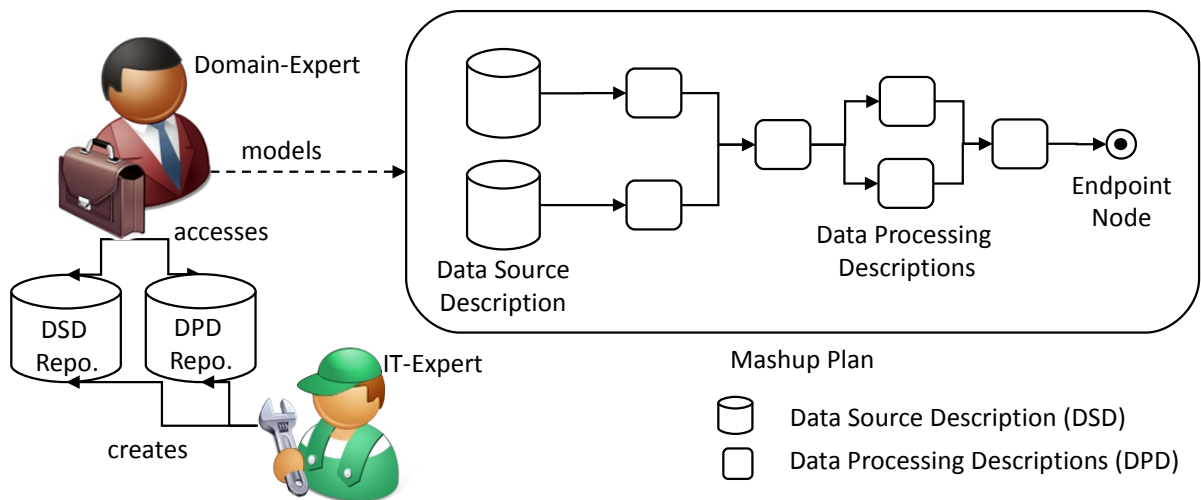 Domain-Expert
models
accesses
DSD
Repo.
DPD
Repo.
IT-Expert
creates
Data Source
Description
Data Processing
Descriptions
Endpoint
Node
Mashup Plan
Data Source Description (DSD)
Data Processing Descriptions (DPD)